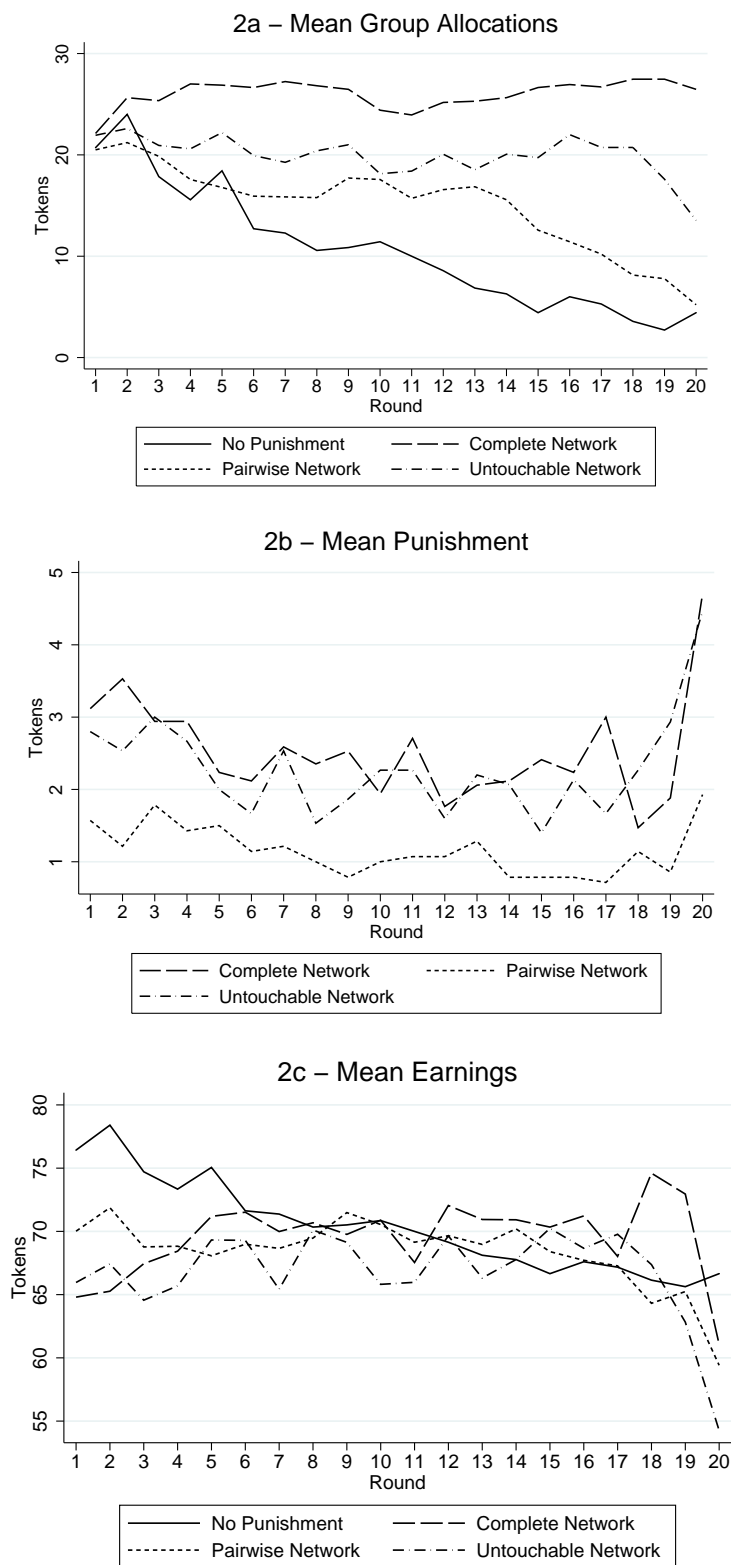 2a – Mean Group Allocations
30
20
10
0
Tokens
1 2 3 4 5 6 7 8 9 10 11 12 13 14 15 16 17 18 19 20
Round
No Punishment Complete Network
Pairwise Network Untouchable Network
2b – Mean Punishment
5
4
3
2
1
Tokens
1 2 3 4 5 6 7 8 9 10 11 12 13 14 15 16 17 18 19 20
Round
Complete Network Pairwise Network
Untouchable Network
2c – Mean Earnings
80
75
70
65
60
55
Tokens
1 2 3 4 5 6 7 8 9 10 11 12 13 14 15 16 17 18 19 20
Round
No Punishment Complete Network
Pairwise Network Untouchable Network